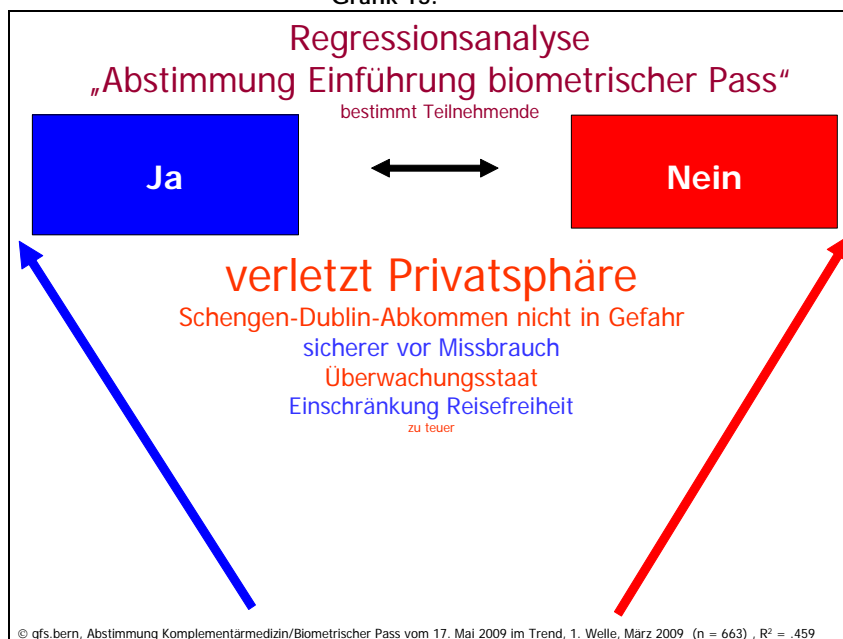 Grafik 13:
Regressionsanalyse
„Abstimmung Einführung biometrischer Pass“
bestimmt Teilnehmende
Ja
Nein
verletzt Privatsphäre
Schengen-Dublin-Abkommen nicht in Gefahr
sicherer vor Missbrauch
Überwachungsstaat
Einschränkung Reisefreiheit
zu teuer
© gfs.bern, Abstimmung Komplementärmedizin/Biometrischer Pass vom 17. Mai 2009 im Trend, 1. Welle, März 2009 (n = 663) , R² = .459